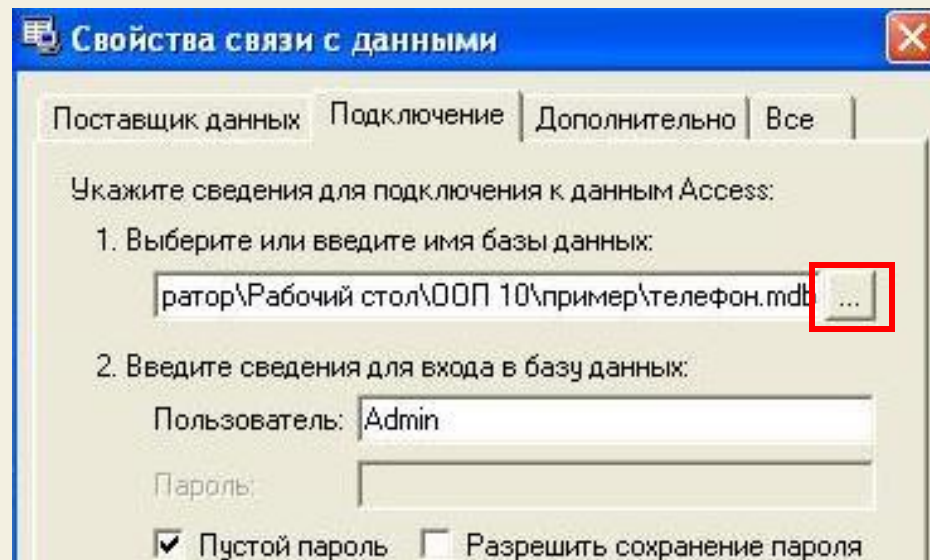 Свойства связи с данными
Поставщик данных Подключение Дополнительно Все
Укажите сведения для подключения к данным Access:
1. Выберите или введите имя базы данных:
ратор\Рабочий стол\ООП 10\пример\телефон.mdb ...
2. Введите сведения для входа в базу данных:
Пользователь: Admin
Пароль:
Пустой пароль Разрешить сохранение пароля